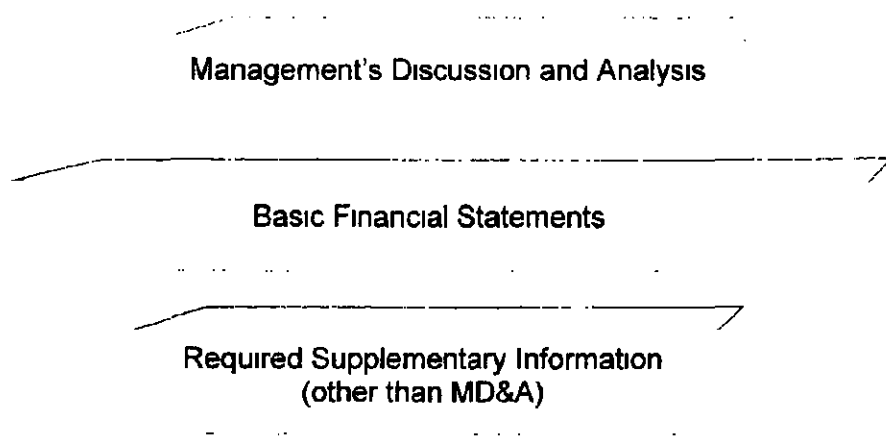 Management's Discussion and Analysis
Basic Financial Statements
Required Supplementary Information
(other than MD&A)